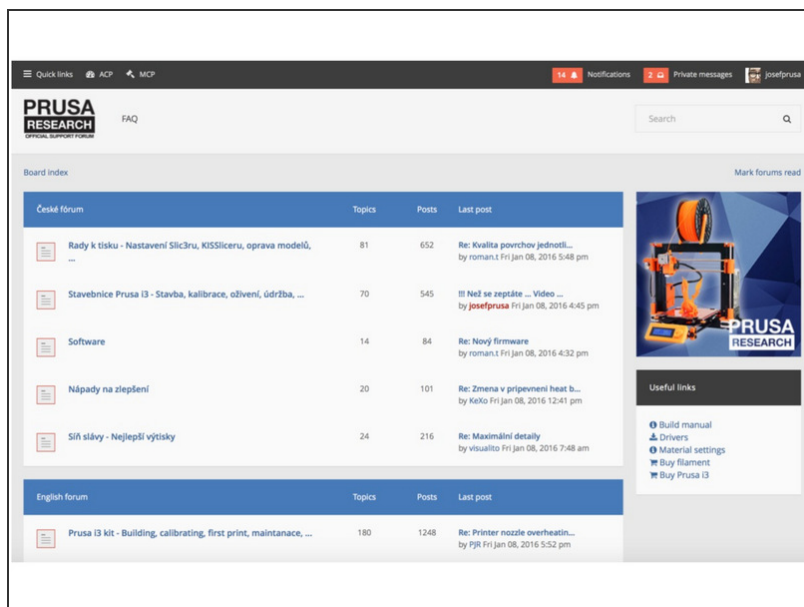 Quick links ACP MCP 14 Notifications 2 Private messages josefprusa
PRUSA
RESEARCH
OFFICIAL SUPPORT FORUM
FAQ
Search
Board index
Mark forums read
České fórum Topics Posts Last post
Rady k tisku - Nastavení Slic3ru, KISSliceru, oprava modelů, 81 652 Re: Kvalita povrchov jednotli...
... by roman.t Fri Jan 08, 2016 5:48 pm
Stavebnice Prusa i3 - Stavba, kalibrace, oživení, údržba, ... 70 545 !!! Než se zeptáte ... Video ...
by josefprusa Fri Jan 08, 2016 4:45 pm
Software 14 84 Re: Nový firmware
by roman.t Fri Jan 08, 2016 4:32 pm
Nápady na zlepšení 20 101 Re: Zmena v pripevneni heat b...
by KeXo Fri Jan 08, 2016 12:41 pm
Síň slávy - Nejlepší výtisky 24 216 Re: Maximální detaily
by visualito Fri Jan 08, 2016 7:48 am
English forum Topics Posts Last post
Prusa i3 kit - Building, calibrating, first print, maintanace, ... 180 1248 Re: Printer nozzle overheatin...
by PJR Fri Jan 08, 2016 5:52 pm
PRUSA
RESEARCH
Useful links
Build manual
Drivers
Material settings
Buy filament
Buy Prusa i3